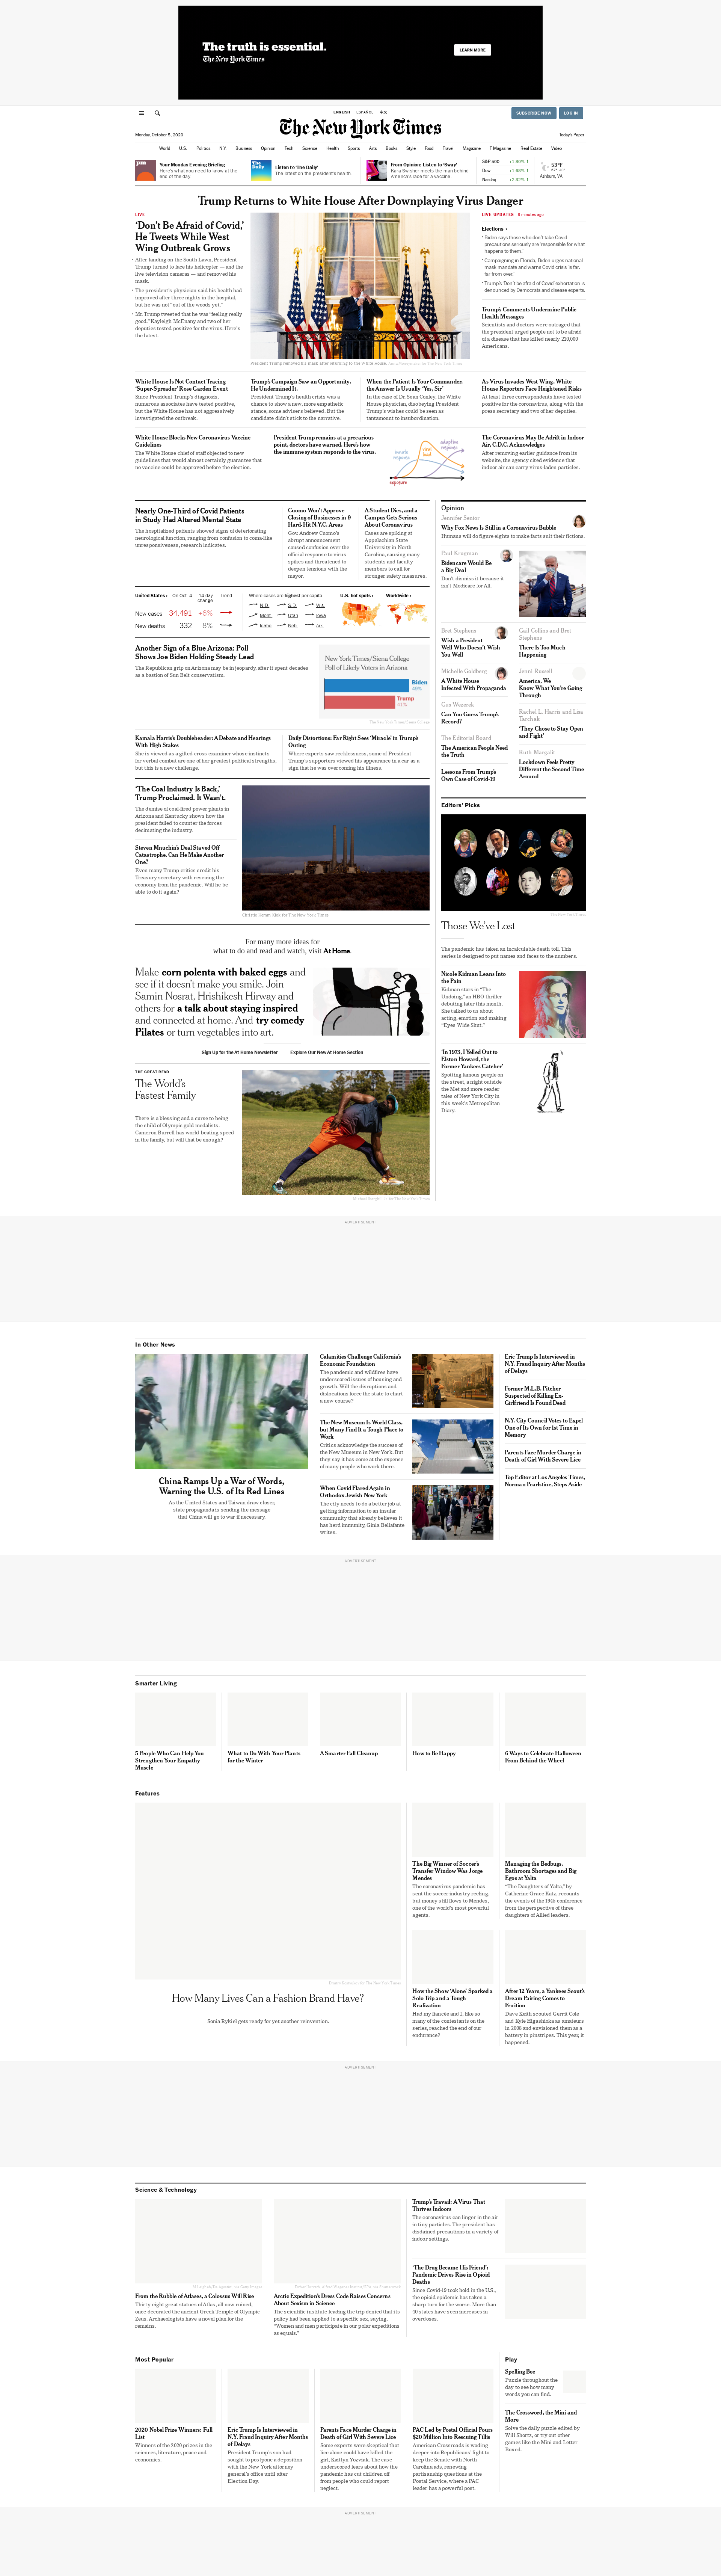 The truth is essential.
The New York Times
LEARN MORE
ENGLISH ESPAÑOL 中文
SUBSCRIBE NOW LOG IN
The New York Times
Monday, October 5, 2020
Today's Paper
World U.S. Politics N.Y. Business Opinion Tech Science Health Sports Arts Books Style Food Travel Magazine T Magazine Real Estate Video
Your Monday Evening Briefing
Here's what you need to know at the
end of the day.
Listen to 'The Daily'
The latest on the president's health.
From Opinion: Listen to 'Sway'
Kara Swisher meets the man behind
America's race for a vaccine.
S&P 500 +1.80% ↑
Dow +1.68% ↑
Nasdaq +2.32% ↑
53°F
Ashburn, VA
Trump Returns to White House After Downplaying Virus Danger
LIVE
'Don't Be Afraid of Covid,'
He Tweets While West
Wing Outbreak Grows
After landing on the South Lawn, President
Trump turned to face his helicopter — and the
live television cameras — and removed his
mask.
The president's physician said his health had
improved after three nights in the hospital,
but he was not "out of the woods yet."
Mr. Trump tweeted that he was "feeling really
good." Kayleigh McEnany and two of her
deputies tested positive for the virus. Here's
the latest.
President Trump removed his mask after returning to the White House.
LIVE UPDATES 9 minutes ago
Elections ›
Biden says those who don't take Covid
precautions seriously are 'responsible for what
happens to them.'
Campaigning in Florida, Biden urges national
mask mandate and warns Covid crisis 'is far,
far from over.'
Trump's 'Don't be afraid of Covid' exhortation is
denounced by Democrats and disease experts.
Trump's Comments Undermine Public
Health Messages
Scientists and doctors were outraged that
the president urged people not to be afraid
of a disease that has killed nearly 210,000
Americans.
White House Is Not Contact Tracing
'Super-Spreader' Rose Garden Event
Since President Trump's diagnosis,
numerous associates have tested positive,
but the White House has not aggressively
investigated the outbreak.
Trump's Campaign Saw an Opportunity.
He Undermined It.
President Trump's health crisis was a
chance to show a new, more empathetic
stance, some advisers believed. But the
candidate didn't stick to the narrative.
When the Patient Is Your Commander,
the Answer Is Usually 'Yes, Sir'
In the case of Dr. Sean Conley, the White
House physician, disobeying President
Trump's wishes could be seen as
tantamount to insubordination.
As Virus Invades West Wing, White
House Reporters Face Heightened Risks
At least three correspondents have tested
positive for the coronavirus, along with the
press secretary and two of her deputies.
White House Blocks New Coronavirus Vaccine
Guidelines
The White House chief of staff objected to new
guidelines that would almost certainly guarantee that
no vaccine could be approved before the election.
President Trump remains at a precarious
point, doctors have warned. Here's how
the immune system responds to the virus.
innate
response
adaptive
response
exposure
The Coronavirus May Be Adrift in Indoor
Air, C.D.C. Acknowledges
After removing earlier guidance from its
website, the agency cited evidence that
indoor air can carry virus-laden particles.
Nearly One-Third of Covid Patients
in Study Had Altered Mental State
The hospitalized patients showed signs of deteriorating
neurological function, ranging from confusion to coma-like
unresponsiveness, research indicates.
Cuomo Won't Approve
Closing of Businesses in 9
Hard-Hit N.Y.C. Areas
Gov. Andrew Cuomo's
abrupt announcement
caused confusion over the
official response to virus
spikes and threatened to
deepen tensions with the
mayor.
A Student Dies, and a
Campus Gets Serious
About Coronavirus
Cases are spiking at
Appalachian State
University in North
Carolina, causing many
students and faculty
members to call for
stronger safety measures.
United States › On Oct. 4 14-day
change Trend
New cases 34,491 +6%
New deaths 332 –8%
Where cases are highest per capita
N.D. S.D. Wis.
Mont. Utah Iowa
Idaho Neb. Ark.
U.S. hot spots ›
Worldwide ›
Another Sign of a Blue Arizona: Poll
Shows Joe Biden Holding Steady Lead
The Republican grip on Arizona may be in jeopardy, after it spent decades
as a bastion of Sun Belt conservatism.
New York Times/Siena College
Poll of Likely Voters in Arizona
Biden
49%
Trump
41%
Kamala Harris's Doublehander: A Debate and Hearings
With High Stakes
She is viewed as a gifted cross examiner whose instincts
for verbal combat are one of her greatest political strengths,
but this is a new challenge.
Daily Distortions: Far Right Sees 'Miracle' in Trump's
Outing
Where experts saw recklessness, some of President
Trump's supporters viewed his appearance in a car as a
sign that he was overcoming his illness.
'The Coal Industry Is Back,'
Trump Proclaimed. It Wasn't.
The demise of coal-fired power plants in
Arizona and Kentucky shows how the
president failed to counter the forces
decimating the industry.
Steven Mnuchin's Deal Staved Off
Catastrophe. Can He Make Another
One?
Even many Trump critics credit his
Treasury secretary with rescuing the
economy from the pandemic. Will he be
able to do it again?
For many more ideas for
what to do and read and watch, visit At Home.
Make corn polenta with baked eggs and
see if it doesn't make you smile. Join
Samin Nosrat, Hrishikesh Hirway and
others for a talk about staying inspired
and connected at home. And try comedy
Pilates or turn vegetables into art.
Sign Up for the At Home Newsletter
Explore Our New At Home Section
THE GREAT READ
The World's
Fastest Family
There is a blessing and a curse to being
the child of Olympic gold medalists.
Cameron Burrell has world-beating speed
in the family, but will that be enough?
Opinion
Jennifer Senior
Why Fox News Is Still in a Coronavirus Bubble
Humans will do figure eights to make facts suit their fictions.
Paul Krugman
Bidencare Would Be
a Big Deal
Don't dismiss it because it
isn't Medicare for All.
Bret Stephens
Wish a President
Well Who Doesn't Wish
You Well
Gail Collins and Bret
Stephens
There Is Too Much
Happening
Michelle Goldberg
A White House
Infected With Propaganda
Jenni Russell
America, We
Know What You're Going
Through
Gus Wezerek
Can You Guess Trump's
Record?
Rachel L. Harris and Lisa
Tarchak
'They Chose to Stay Open
and Fight'
The Editorial Board
The American People Need
the Truth
Ruth Margalit
Lockdown Feels Pretty
Different the Second Time
Around
Lessons From Trump's
Own Case of Covid-19
Editors' Picks
Those We've Lost
The pandemic has taken an incalculable death toll. This
series is designed to put names and faces to the numbers.
Nicole Kidman Leans Into
the Pain
Kidman stars in "The
Undoing," an HBO thriller
debuting later this month.
She talked to us about
acting, emotion and making
"Eyes Wide Shut."
'In 1973, I Yelled Out to
Elston Howard, the
Former Yankees Catcher'
Spotting famous people on
the street, a night outside
the Met and more reader
tales of New York City in
this week's Metropolitan
Diary.
ADVERTISEMENT
In Other News
China Ramps Up a War of Words,
Warning the U.S. of Its Red Lines
As the United States and Taiwan draw closer,
state propaganda is sending the message
that China will go to war if necessary.
Calamities Challenge California's
Economic Foundation
The pandemic and wildfires have
underscored issues of housing and
growth. Will the disruptions and
dislocations force the state to chart
a new course?
The New Museum Is World Class,
but Many Find It a Tough Place to
Work
Critics acknowledge the success of
the New Museum in New York. But
they say it has come at the expense
of many people who work there.
When Covid Flared Again in
Orthodox Jewish New York
The city needs to do a better job at
getting information to an insular
community that already believes it
has herd immunity, Ginia Bellafante
writes.
Eric Trump Is Interviewed in
N.Y. Fraud Inquiry After Months
of Delays
Former M.L.B. Pitcher
Suspected of Killing Ex-
Girlfriend Is Found Dead
N.Y. City Council Votes to Expel
One of Its Own for 1st Time in
Memory
Parents Face Murder Charge in
Death of Girl With Severe Lice
Top Editor at Los Angeles Times,
Norman Pearlstine, Steps Aside
ADVERTISEMENT
Smarter Living
5 People Who Can Help You
Strengthen Your Empathy
Muscle
What to Do With Your Plants
for the Winter
A Smarter Fall Cleanup
How to Be Happy
6 Ways to Celebrate Halloween
From Behind the Wheel
Features
How Many Lives Can a Fashion Brand Have?
Sonia Rykiel gets ready for yet another reinvention.
The Big Winner of Soccer's
Transfer Window Was Jorge
Mendes
The coronavirus pandemic has
sent the soccer industry reeling,
but money still flows to Mendes,
one of the world's most powerful
agents.
Managing the Bedbugs,
Bathroom Shortages and Big
Egos at Yalta
"The Daughters of Yalta," by
Catherine Grace Katz, recounts
the events of the 1945 conference
from the perspective of three
daughters of Allied leaders.
How the Show 'Alone' Sparked a
Solo Trip and a Tough
Realization
Had my fiancée and I, like so
many of the contestants on the
series, reached the end of our
endurance?
After 12 Years, a Yankees Scout's
Dream Pairing Comes to
Fruition
Dave Keith scouted Gerrit Cole
and Kyle Higashioka as amateurs
in 2008 and envisioned them as a
battery in pinstripes. This year, it
happened.
ADVERTISEMENT
Science & Technology
From the Rubble of Atlases, a Colossus Will Rise
Thirty-eight great statues of Atlas, all now ruined,
once decorated the ancient Greek Temple of Olympic
Zeus. Archaeologists have a novel plan for the
remains.
Arctic Expedition's Dress Code Raises Concerns
About Sexism in Science
The scientific institute leading the trip denied that its
policy had been applied to a specific sex, saying,
"Women and men participate in our polar expeditions
as equals."
Trump's Travail: A Virus That
Thrives Indoors
The coronavirus can linger in the air
in tiny particles. The president has
disdained precautions in a variety of
indoor settings.
'The Drug Became His Friend':
Pandemic Drives Rise in Opioid
Deaths
Since Covid-19 took hold in the U.S.,
the opioid epidemic has taken a
sharp turn for the worse. More than
40 states have seen increases in
overdoses.
Most Popular
2020 Nobel Prize Winners: Full
List
Winners of the 2020 prizes in the
sciences, literature, peace and
economics.
Eric Trump Is Interviewed in
N.Y. Fraud Inquiry After Months
of Delays
President Trump's son had
sought to postpone a deposition
with the New York attorney
general's office until after
Election Day.
Parents Face Murder Charge in
Death of Girl With Severe Lice
Some experts were skeptical that
lice alone could have killed the
girl, Kaitlyn Yozviak. The case
underscored fears about how the
pandemic has cut children off
from people who could report
neglect.
PAC Led by Postal Official Pours
$20 Million Into Rescuing Tillis
American Crossroads is wading
deeper into Republicans' fight to
keep the Senate with North
Carolina ads, renewing
partisanship questions at the
Postal Service, where a PAC
leader has a powerful post.
Play
Spelling Bee
Puzzle throughout the
day to see how many
words you can find.
The Crossword, the Mini and
More
Solve the daily puzzle edited by
Will Shortz, or try out other
games like the Mini and Letter
Boxed.
ADVERTISEMENT